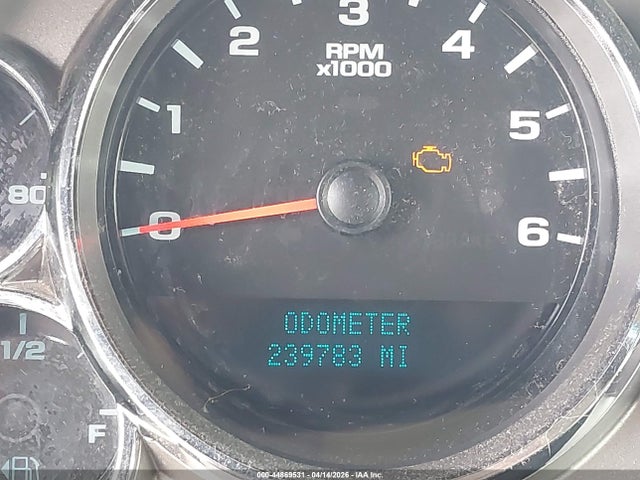 3
2 4
RPM
x1000
1 5
80
0 6
ODOMETER
239783 MI
1/2
F
000-44869531 - 04/14/2026 - IAA Inc.